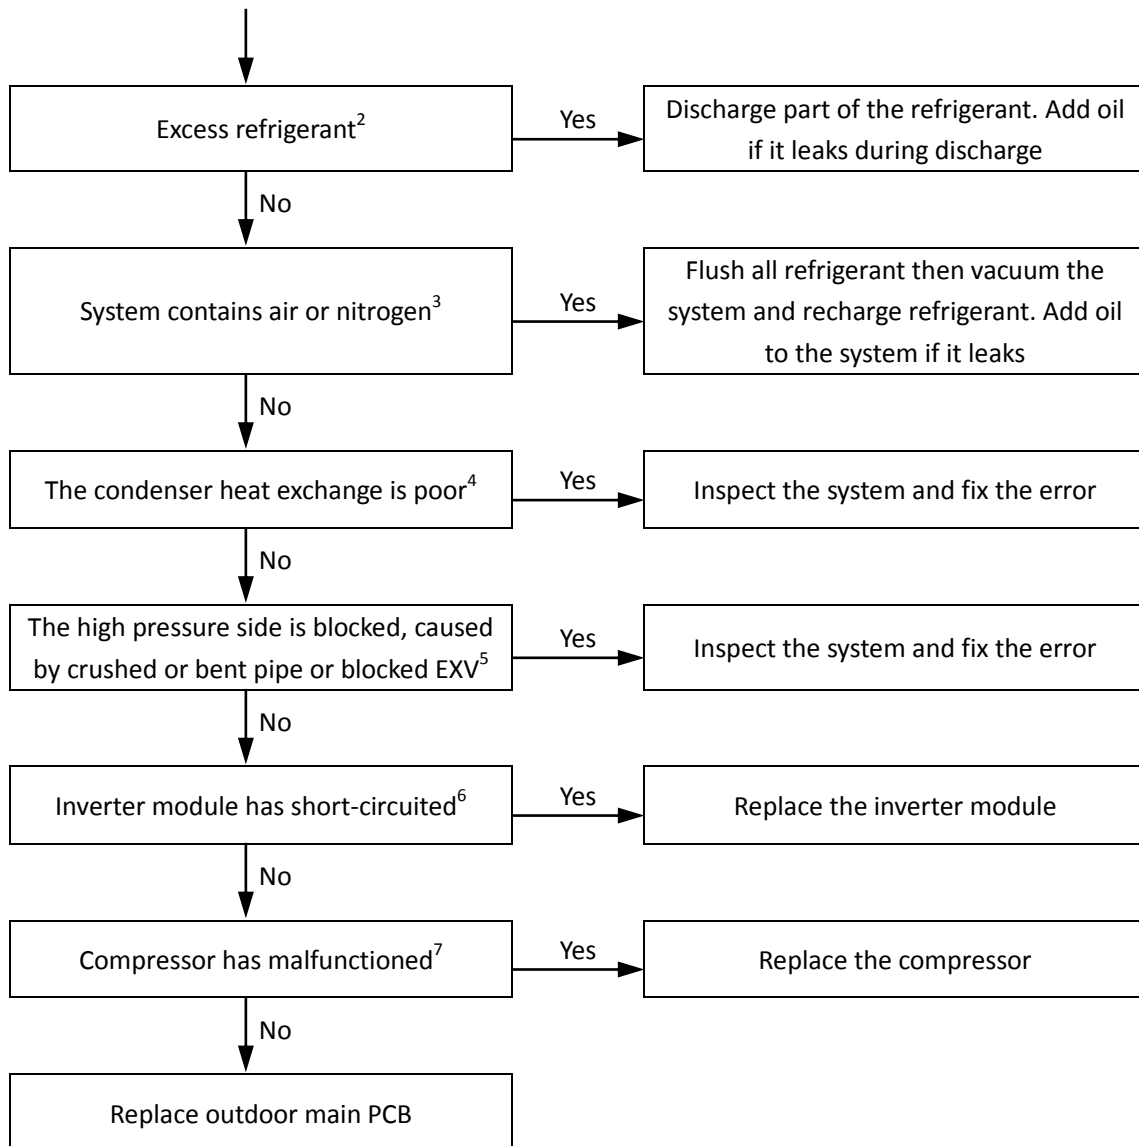 Excess refrigerant2
Yes
Discharge part of the refrigerant. Add oil
if it leaks during discharge
No
System contains air or nitrogen3
Yes
Flush all refrigerant then vacuum the
system and recharge refrigerant. Add oil
to the system if it leaks
No
The condenser heat exchange is poor4
Yes
Inspect the system and fix the error
No
The high pressure side is blocked, caused
by crushed or bent pipe or blocked EXV5
Yes
Inspect the system and fix the error
No
Inverter module has short-circuited6
Yes
Replace the inverter module
No
Compressor has malfunctioned7
Yes
Replace the compressor
No
Replace outdoor main PCB